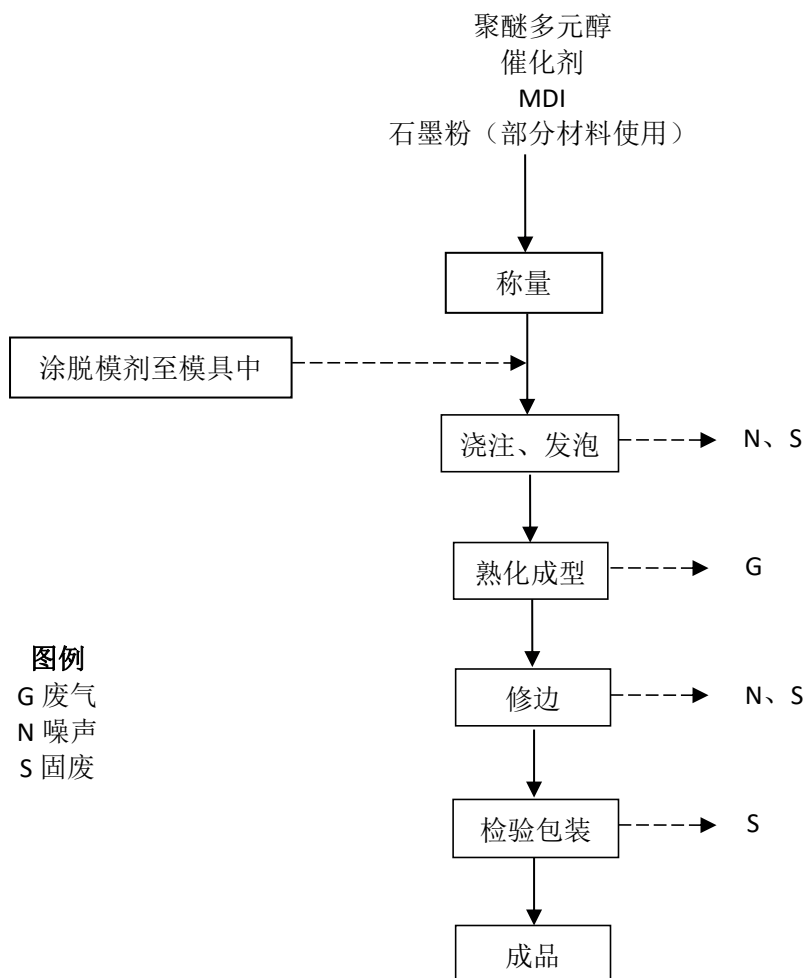 聚醚多元醇
催化剂
MDI
石墨粉（部分材料使用）
称量
涂脱模剂至模具中
浇注、发泡
N、S
熟化成型
G
图例
G 废气
N 噪声
S 固废
修边
N、S
检验包装
S
成品